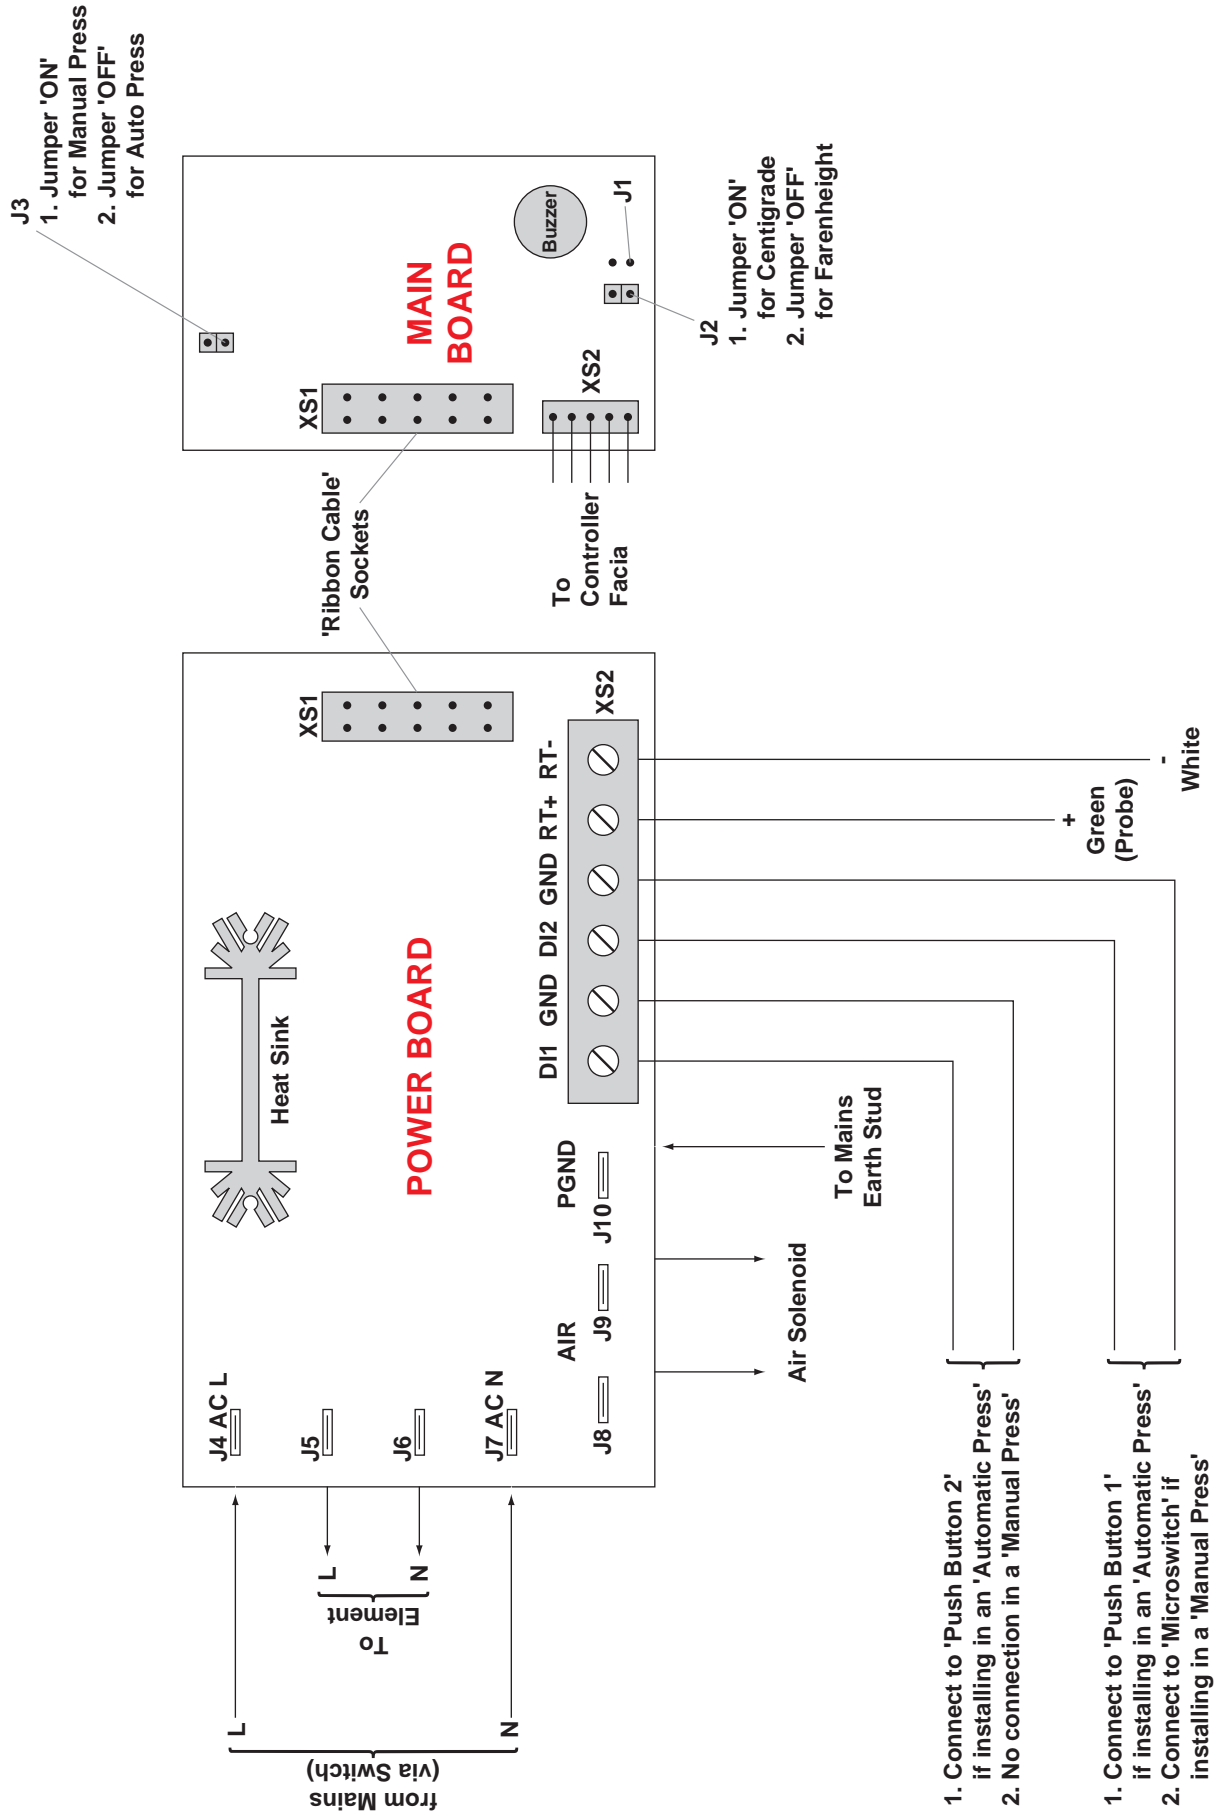 from Mains
(via Switch)
L
N
To
Element
L
N
J4 AC L
J5
J6
J7 AC N
Heat Sink
POWER BOARD
XS1
AIR
J8
J9
PGND
J10
DI1
GND
DI2
GND
RT+
RT-
XS2
Air Solenoid
To Mains
Earth Stud
1. Connect to 'Push Button 2'
if installing in an 'Automatic Press'
2. No connection in a 'Manual Press'
1. Connect to 'Push Button 1'
if installing in an 'Automatic Press'
2. Connect to 'Microswitch' if
installing in a 'Manual Press'
+
Green
(Probe)
-
White
'Ribbon Cable'
Sockets
J3
1. Jumper 'ON'
for Manual Press
2. Jumper 'OFF'
for Auto Press
XS1
MAIN
BOARD
Buzzer
XS2
J1
To
Controller
Facia
J2
1. Jumper 'ON'
for Centigrade
2. Jumper 'OFF'
for Farenheight